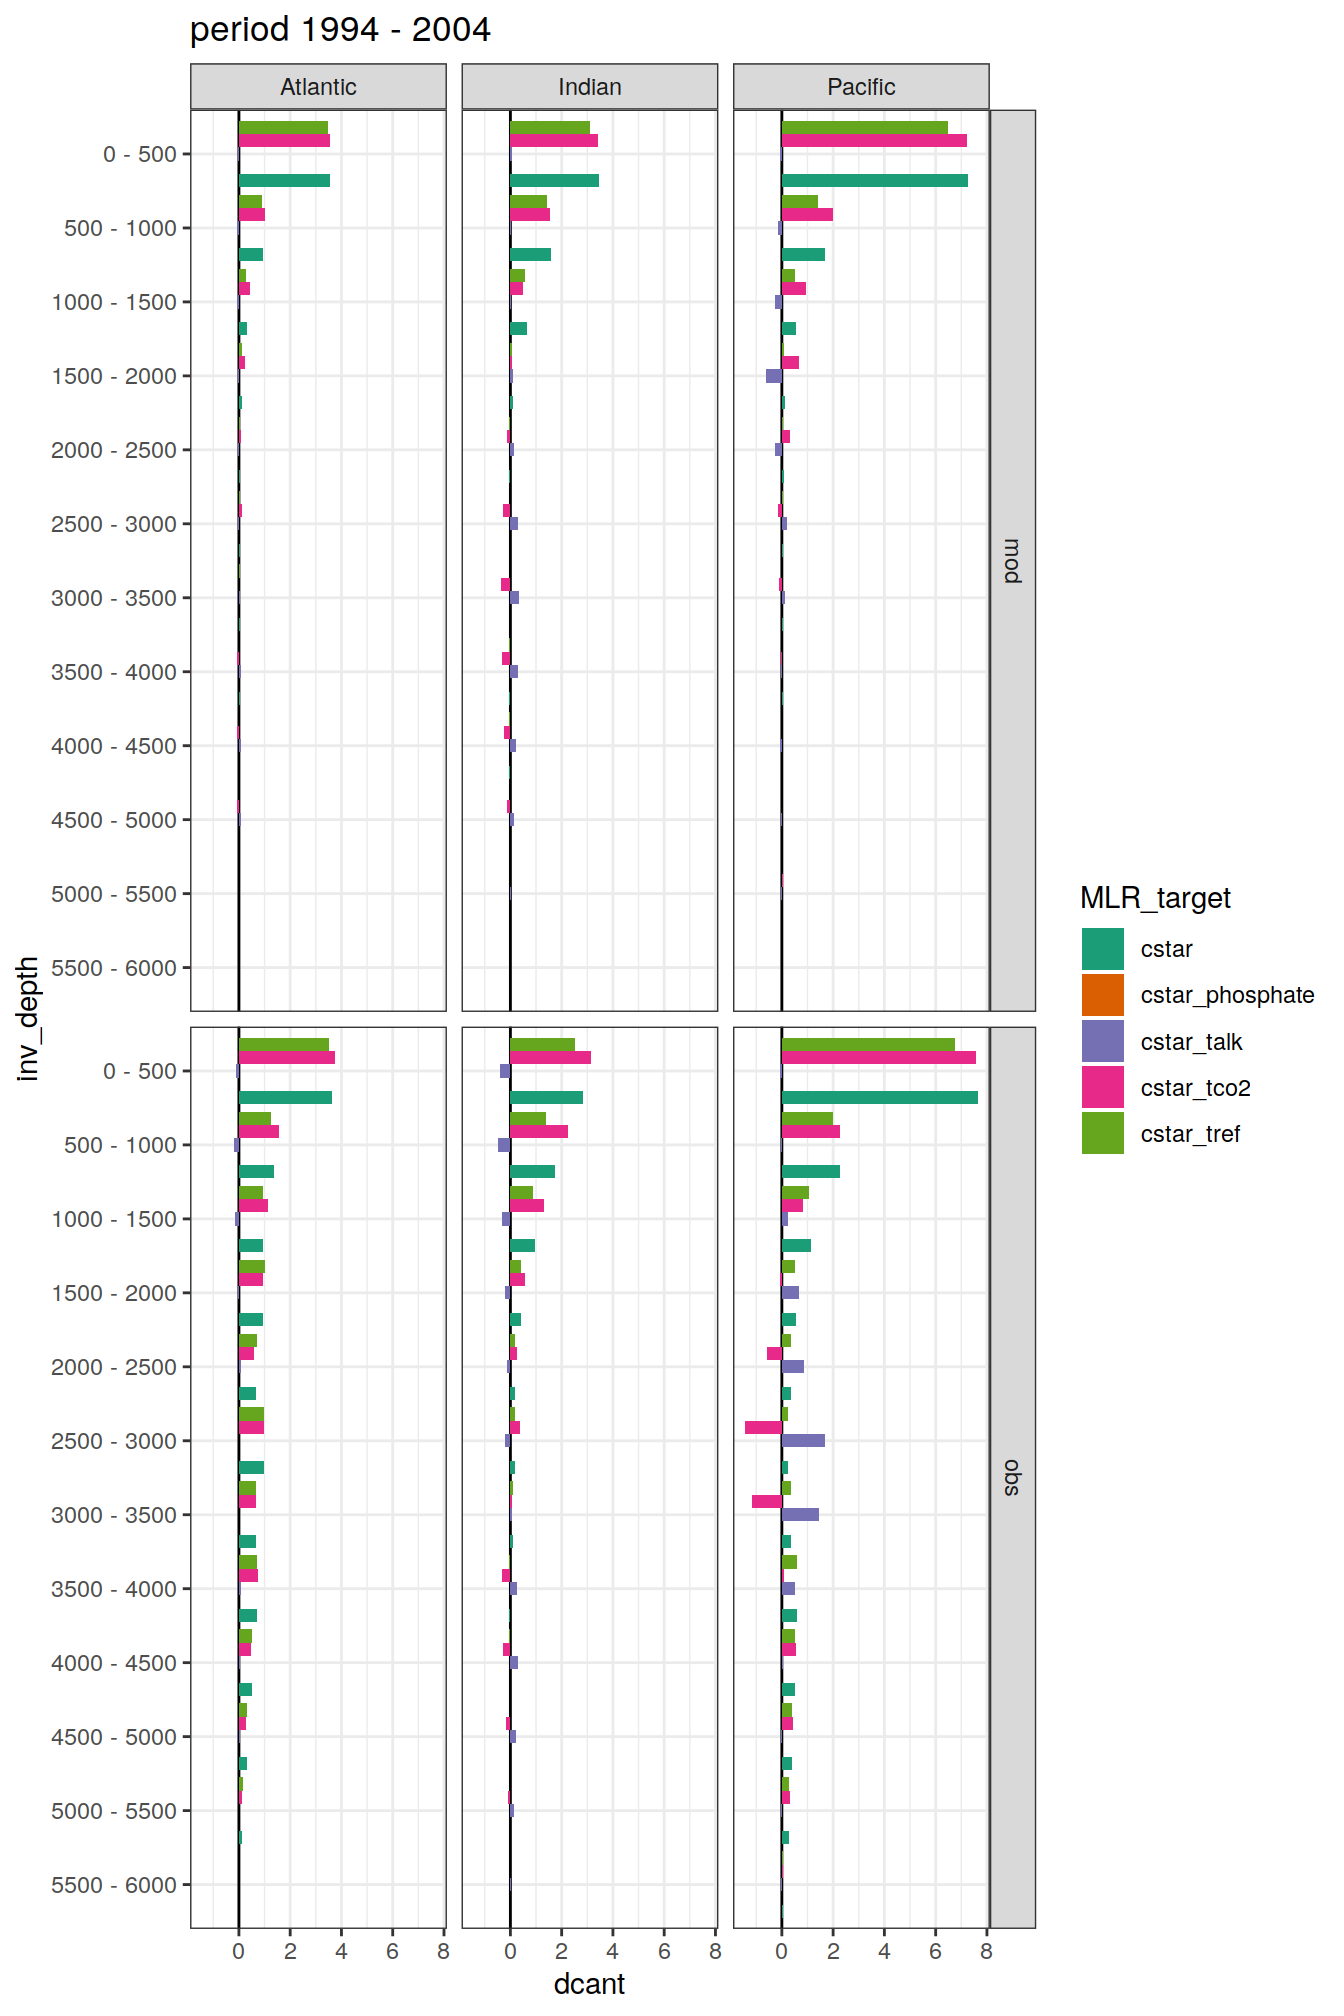 period 1994 - 2004
Atlantic
Indian
Pacific
0 - 500
500 - 1000
1000 - 1500
1500 - 2000
2000 - 2500
2500 - 3000
3000 - 3500
3500 - 4000
4000 - 4500
4500 - 5000
5000 - 5500
5500 - 6000
mod
inv_depth
0 - 500
500 - 1000
1000 - 1500
1500 - 2000
2000 - 2500
2500 - 3000
3000 - 3500
3500 - 4000
4000 - 4500
4500 - 5000
5000 - 5500
5500 - 6000
obs
0 2 4 6 8
0 2 4 6 8
0 2 4 6 8
dcant
MLR_target
cstar
cstar_phosphate
cstar_talk
cstar_tco2
cstar_tref